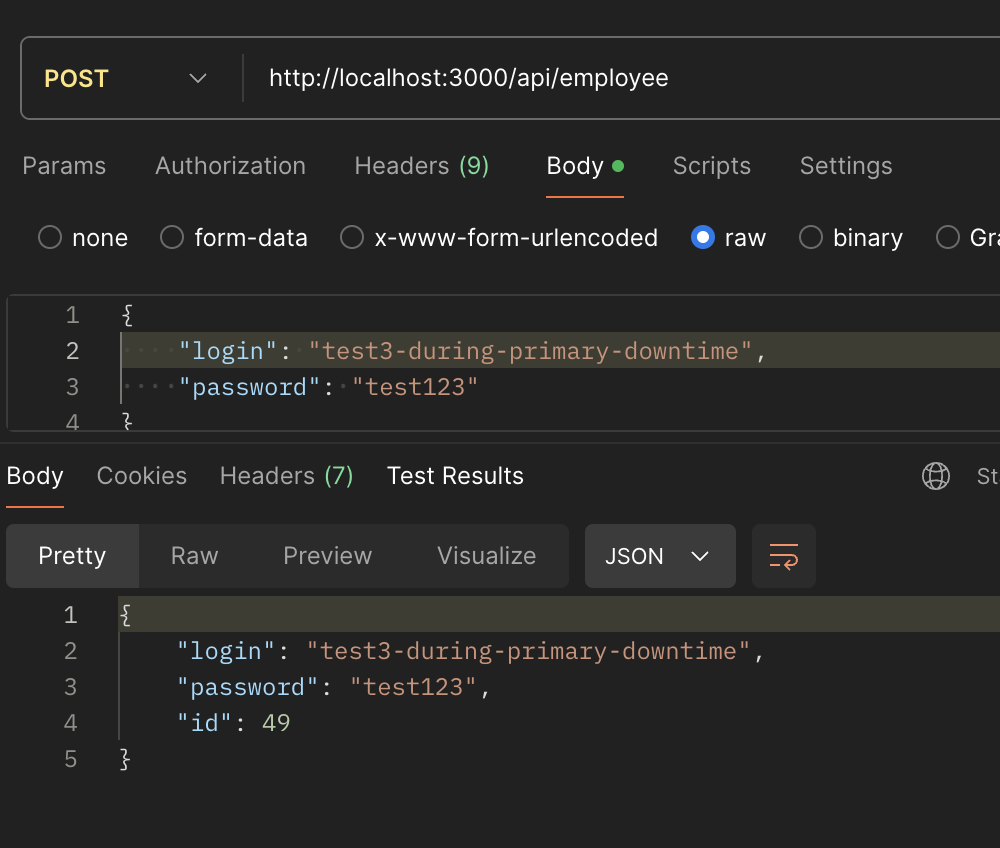 POST http://localhost:3000/api/employee
Params Authorization Headers (9) Body Scripts Settings
none form-data x-www-form-urlencoded raw binary Gra
1 {
2 "login": "test3-during-primary-downtime",
3 "password": "test123"
4 }
Body Cookies Headers (7) Test Results St
Pretty Raw Preview Visualize JSON
1 {
2 "login": "test3-during-primary-downtime",
3 "password": "test123",
4 "id": 49
5 }